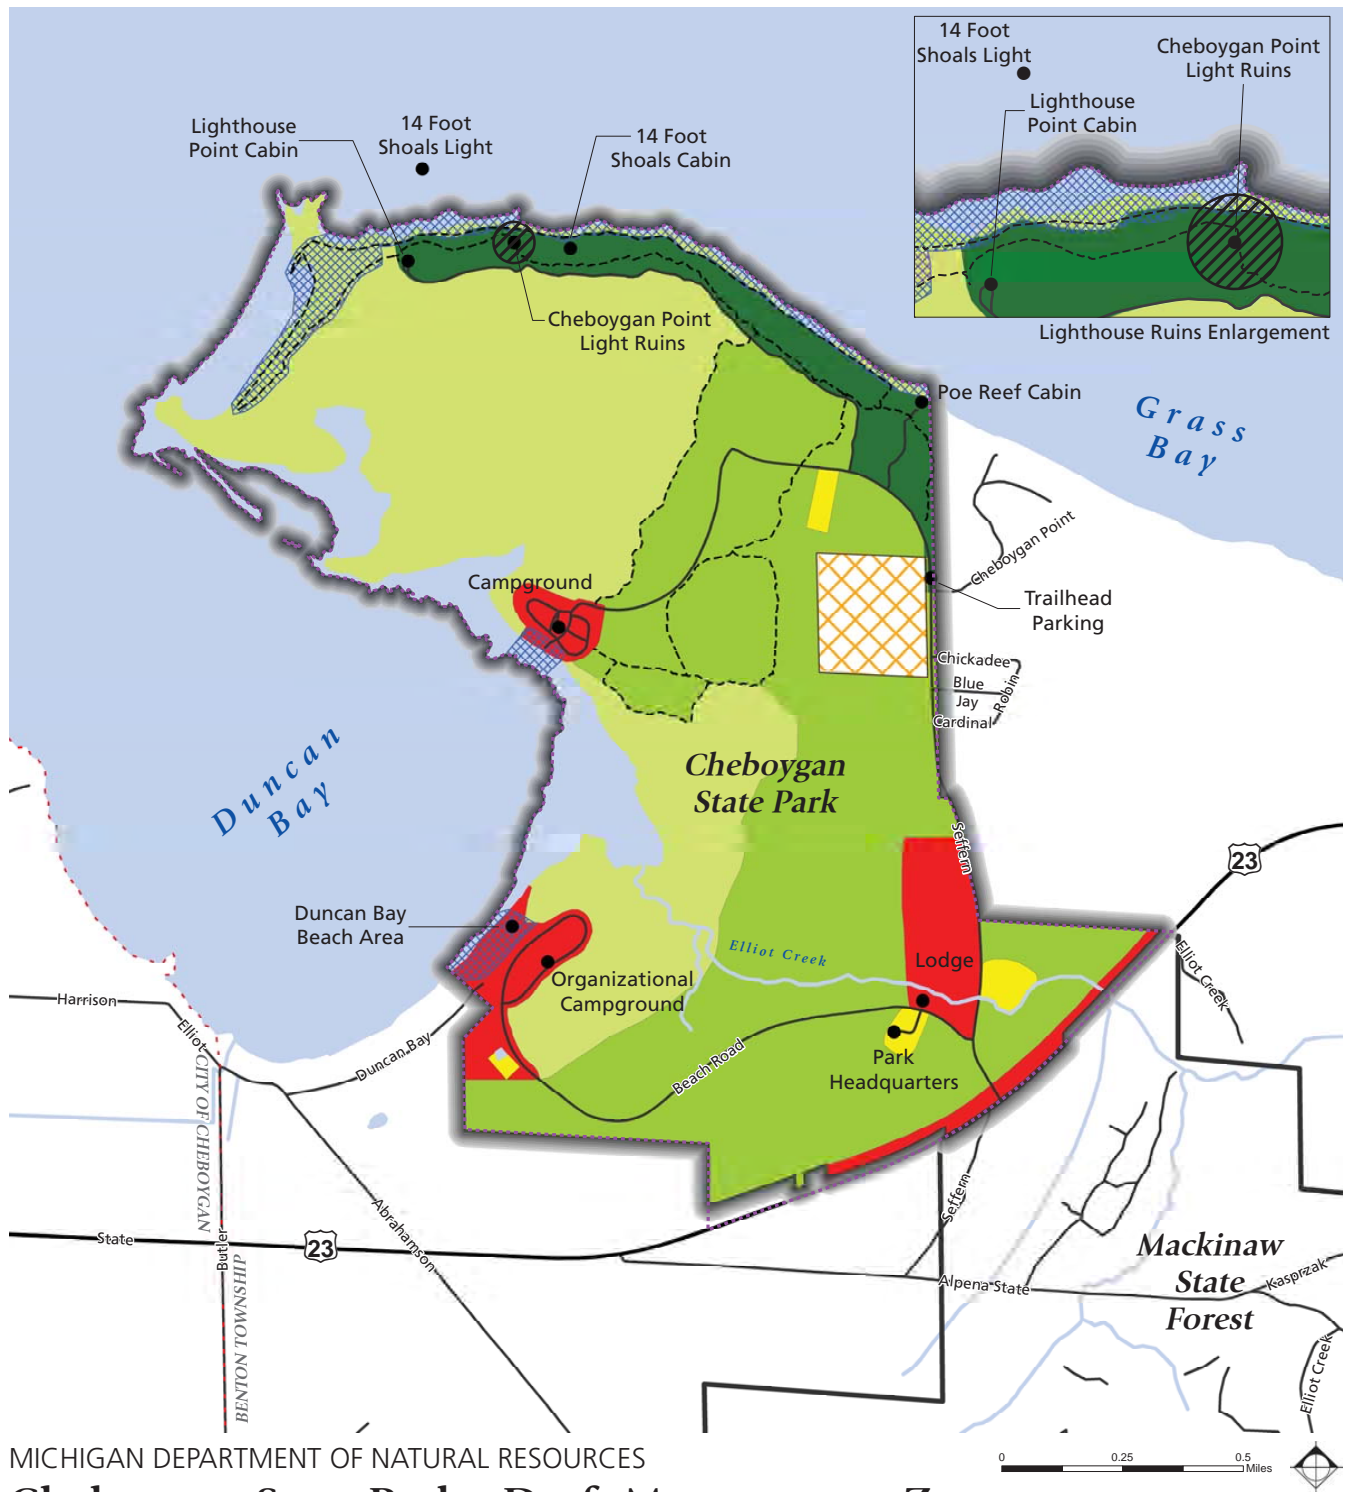 14 Foot
Shoals Light
Cheboygan Point
Light Ruins
Lighthouse
Point Cabin
Lighthouse Ruins Enlargement
Lighthouse
Point Cabin
14 Foot
Shoals Light
14 Foot
Shoals Cabin
Cheboygan Point
Light Ruins
Poe Reef Cabin
Grass
Bay
Cheboygan Point
Campground
Trailhead
Parking
Chickadee
Blue
Jay
Robin
Cardinal
Duncan
Bay
Cheboygan
State Park
Seffern
23
Duncan Bay
Beach Area
Elliot Creek
Lodge
Organizational
Campground
Elliot Creek
Harrison
Elliot
Duncan Bay
Beach Road
Park
Headquarters
CITY OF CHEBOYGAN
Abrahamson
Seffern
State
23
Butler
BENTON TOWNSHIP
Alpena State
Mackinaw
State
Forest
Kasprzak
Elliot Creek
MICHIGAN DEPARTMENT OF NATURAL RESOURCES
0 0.25 0.5
Miles